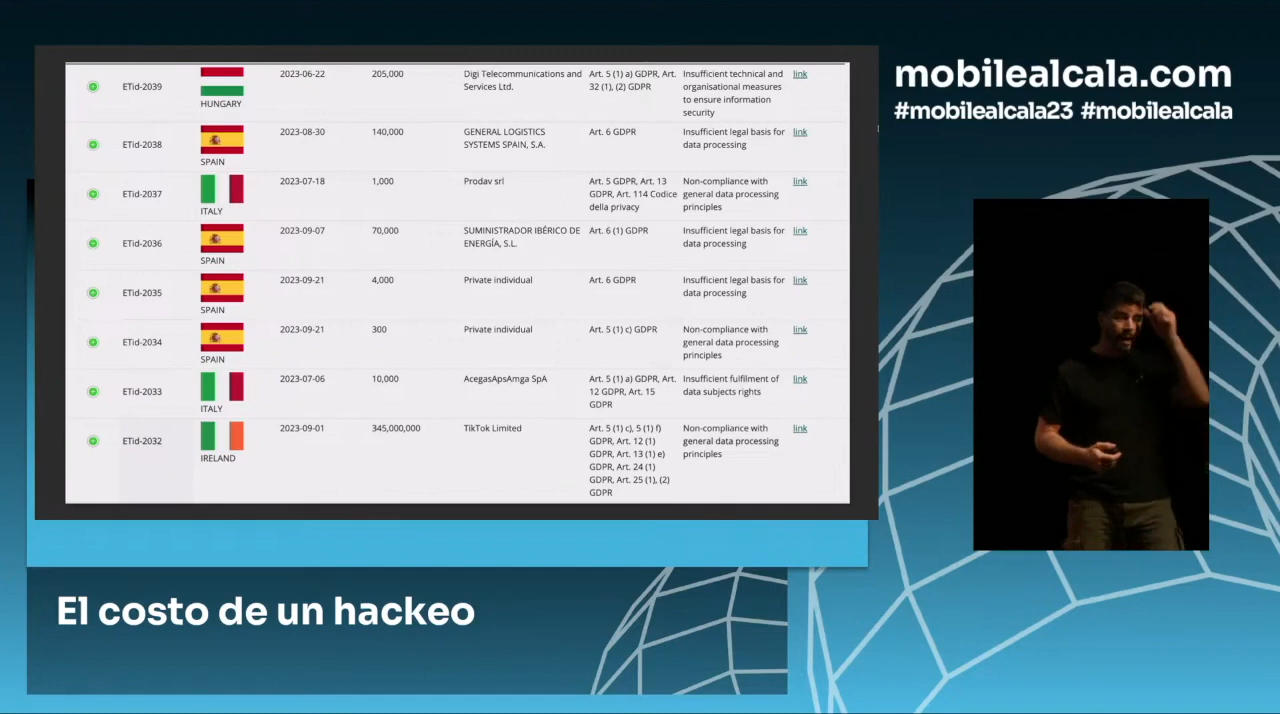 mobilealcala.com
#mobilealcala23 #mobilealcala
ETid-2039
HUNGARY
2023-06-22
205,000
Digi Telecommunications and
Services Ltd.
Art. 5 (1) a) GDPR, Art.
32 (1), (2) GDPR
Insufficient technical and
organisational measures
to ensure information
security
link
ETid-2038
SPAIN
2023-08-30
140,000
GENERAL LOGISTICS
SYSTEMS SPAIN, S.A.
Art. 6 GDPR
Insufficient legal basis for
data processing
link
ETid-2037
ITALY
2023-07-18
1,000
Prodav srl
Art. 5 GDPR, Art. 13
GDPR, Art. 114 Codice
della privacy
Non-compliance with
general data processing
principles
link
ETid-2036
SPAIN
2023-09-07
70,000
SUMINISTRADOR IBÉRICO DE
ENERGÍA, S.L.
Art. 6 (1) GDPR
Insufficient legal basis for
data processing
link
ETid-2035
SPAIN
2023-09-21
4,000
Private individual
Art. 6 GDPR
Insufficient legal basis for
data processing
link
ETid-2034
SPAIN
2023-09-21
300
Private individual
Art. 5 (1) c) GDPR
Non-compliance with
general data processing
principles
link
ETid-2033
ITALY
2023-07-06
10,000
AcegasApsAmga SpA
Art. 5 (1) a) GDPR, Art.
12 GDPR, Art. 15
GDPR
Insufficient fulfilment of
data subjects rights
link
ETid-2032
IRELAND
2023-09-01
345,000,000
TikTok Limited
Art. 5 (1) c), 5 (1) f)
GDPR, Art. 12 (1)
GDPR, Art. 13 (1) e)
GDPR, Art. 24 (1)
GDPR, Art. 25 (1), (2)
GDPR
Non-compliance with
general data processing
principles
link
El costo de un hackeo